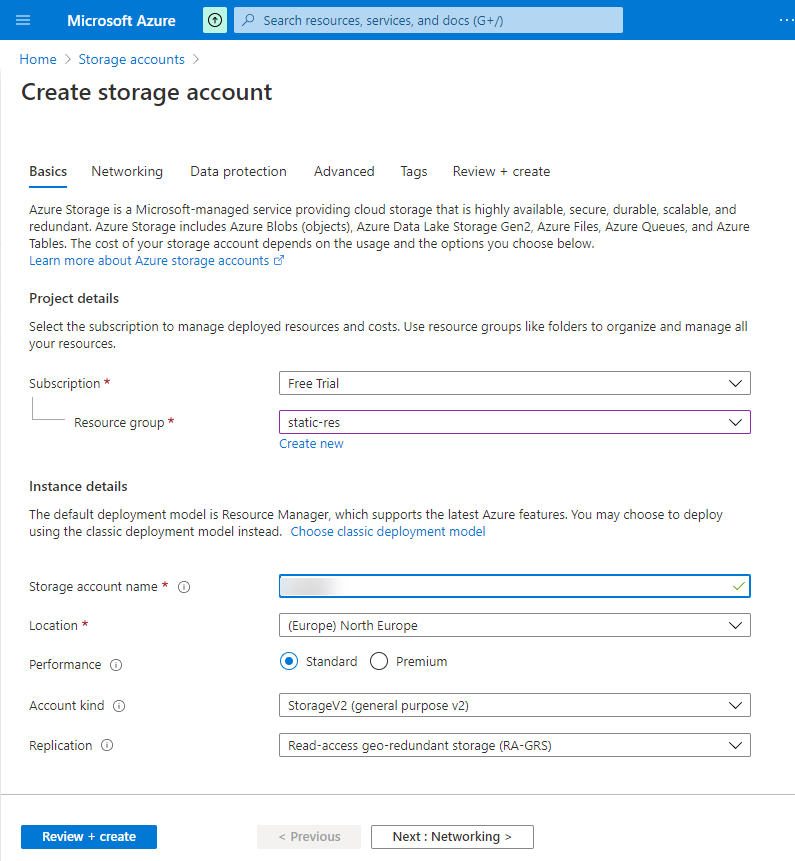 Microsoft Azure
Search resources, services, and docs (G+/)
...
Home > Storage accounts >
Create storage account
Basics Networking Data protection Advanced Tags Review + create
Azure Storage is a Microsoft-managed service providing cloud storage that is highly available, secure, durable, scalable, and
redundant. Azure Storage includes Azure Blobs (objects), Azure Data Lake Storage Gen2, Azure Files, Azure Queues, and Azure
Tables. The cost of your storage account depends on the usage and the options you choose below.
Learn more about Azure storage accounts
Project details
Select the subscription to manage deployed resources and costs. Use resource groups like folders to organize and manage all
your resources.
Subscription * Free Trial
Resource group * static-res
Create new
Instance details
The default deployment model is Resource Manager, which supports the latest Azure features. You may choose to deploy
using the classic deployment model instead. Choose classic deployment model
Storage account name *
Location * (Europe) North Europe
Performance Standard Premium
Account kind StorageV2 (general purpose v2)
Replication Read-access geo-redundant storage (RA-GRS)
Review + create < Previous Next : Networking >